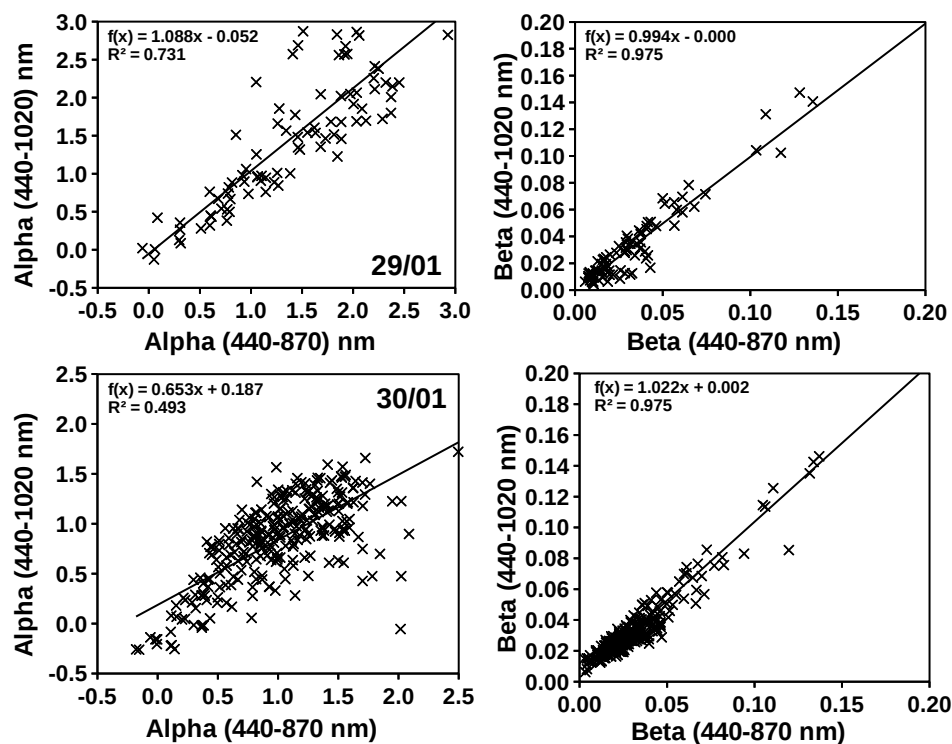 f(x) = 1.088x - 0.052
R² = 0.731
29/01
Alpha (440-1020) nm
3.0
2.5
2.0
1.5
1.0
0.5
0.0
-0.5
-0.5 0.0 0.5 1.0 1.5 2.0 2.5 3.0
Alpha (440-870) nm
f(x) = 0.994x - 0.000
R² = 0.975
Beta (440-1020 nm)
0.20
0.18
0.16
0.14
0.12
0.10
0.08
0.06
0.04
0.02
0.00
0.00 0.05 0.10 0.15 0.20
Beta (440-870 nm)
f(x) = 0.653x + 0.187
R² = 0.493
30/01
Alpha (440-1020 nm)
2.5
2.0
1.5
1.0
0.5
0.0
-0.5
-0.5 0.0 0.5 1.0 1.5 2.0 2.5
Alpha (440-870 nm)
f(x) = 1.022x + 0.002
R² = 0.975
Beta (440-1020 nm)
0.20
0.18
0.16
0.14
0.12
0.10
0.08
0.06
0.04
0.02
0.00
0.00 0.05 0.10 0.15 0.20
Beta (440-870 nm)